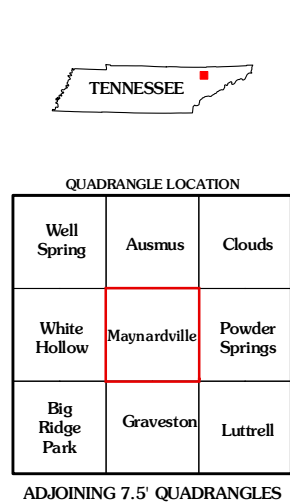 TENNESSEE
QUADRANGLE LOCATION
Well
Spring
Ausmus
Clouds
White
Hollow
Maynardville
Powder
Springs
Big
Ridge
Park
Graveston
Luttrell
ADJOINING 7.5' QUADRANGLES